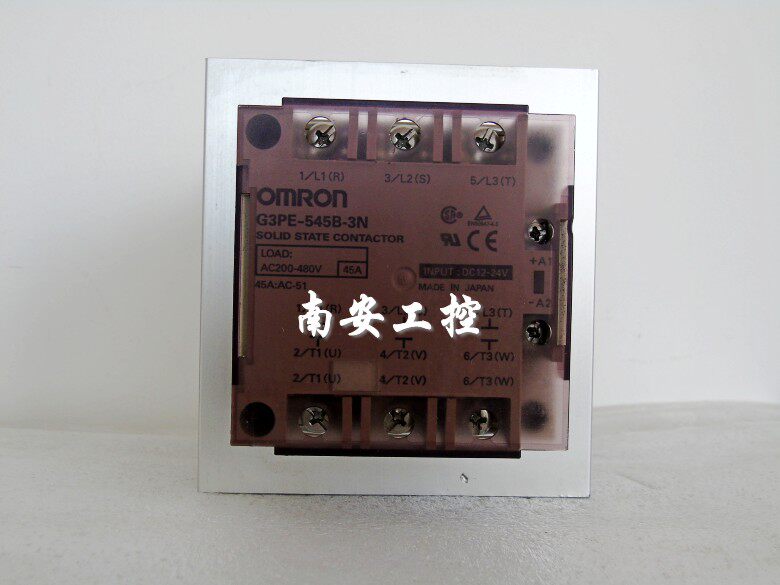 1/L1(R) 3/L2(S) 5/L3(T)
OMRON
G3PE-545B-3N
SOLID STATE CONTACTOR
LOAD:
AC200-480V 45A
45A:AC-51
INPUT : DC12-24V
MADE IN JAPAN
+A1
-A2
CE
南安工控
L3(T)
2/T1(U) 4/T2(V) 6/T3(W)
2/T1(U) 4/T2(V) 6/T3(W)